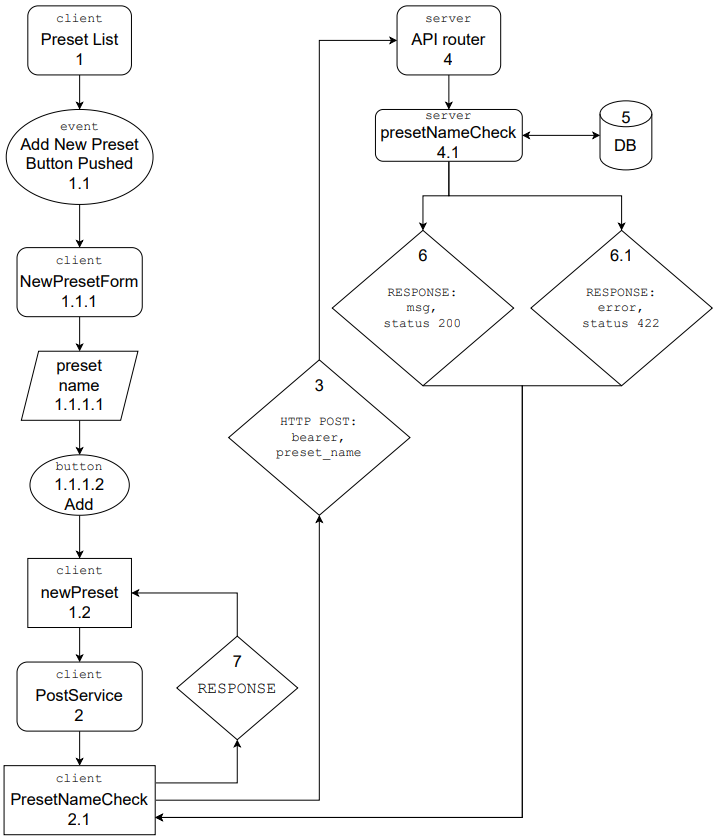 client
Preset List
1
event
Add New Preset
Button Pushed
1.1
client
NewPresetForm
1.1.1
preset
name
1.1.1.1
button
1.1.1.2
Add
client
newPreset
1.2
client
PostService
2
client
PresetNameCheck
2.1
7
RESPONSE
3
HTTP POST:
bearer,
preset_name
server
API router
4
server
presetNameCheck
4.1
5
DB
6
RESPONSE:
msg,
status 200
6.1
RESPONSE:
error,
status 422